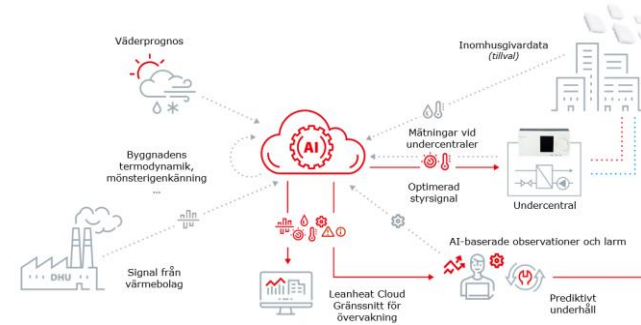 Väderprognos
Inomhusgivardata
(tillval)
AI
Mätningar vid
undercentraler
Byggnadens
termodynamik,
mönsterigenkänning
...
Optimerad
styrsignal
Undercentral
AI-baserade observationer och larm
DHU
Signal från
värmebolag
Leanheat Cloud
Gränssnitt för
övervakning
Prediktivt
underhåll